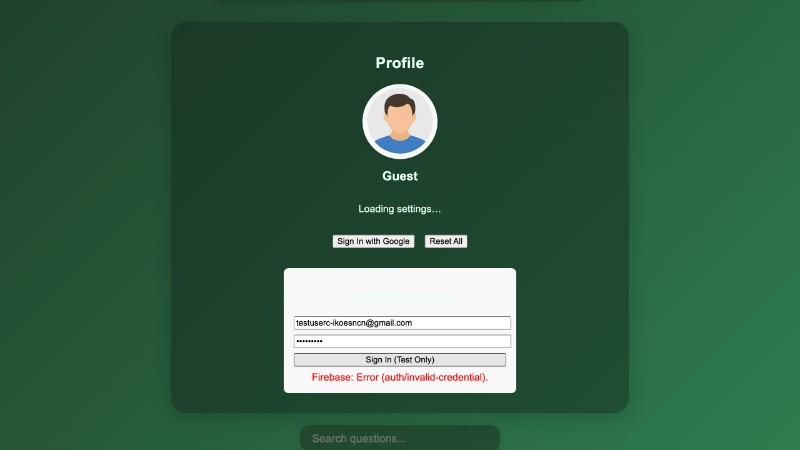 Profile
Guest
Loading settings...
Sign In with Google Reset All
testuserc-ikoesncn@gmail.com
•••••••••
Sign In (Test Only)
Firebase: Error (auth/invalid-credential).
Search questions...